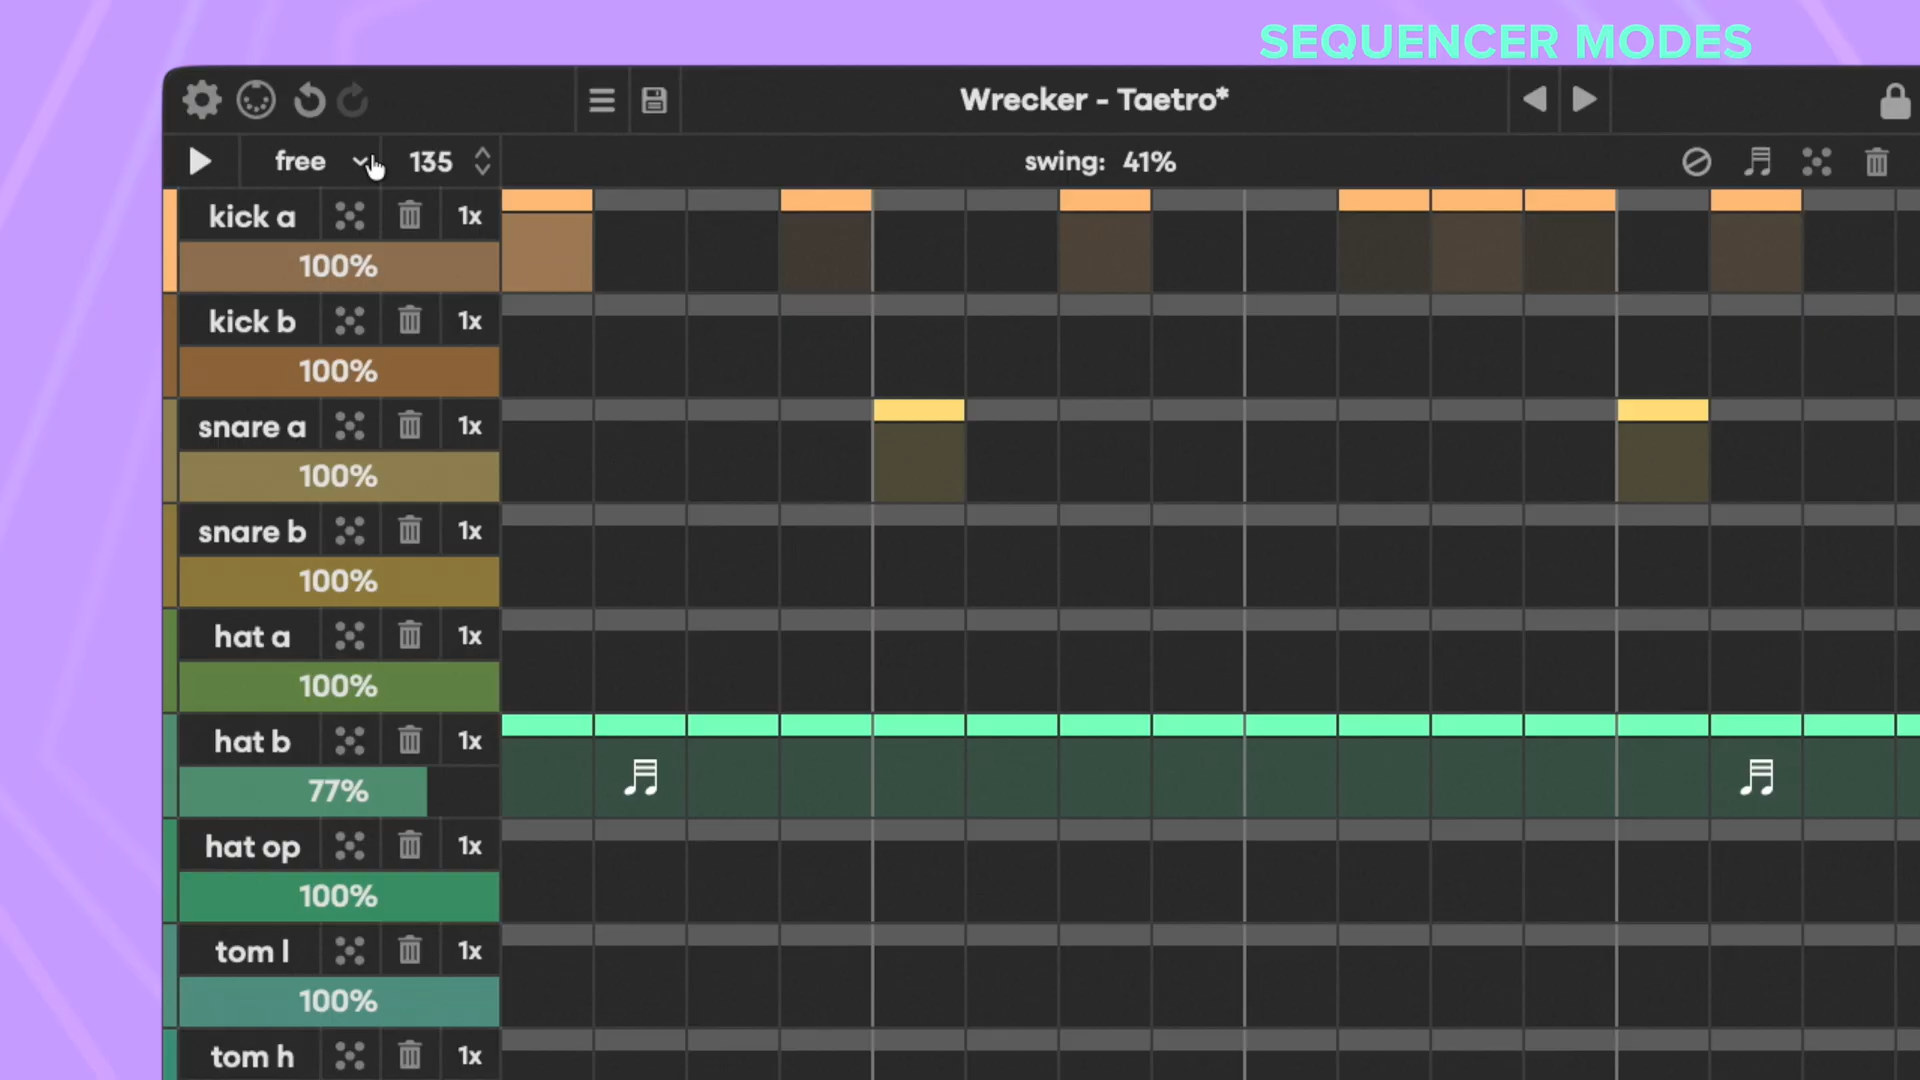 SEQUENCER MODES
Wrecker - Taetro*
free 135 swing: 41%
kick a 1x
100%
kick b 1x
100%
snare a 1x
100%
snare b 1x
100%
hat a 1x
100%
hat b 1x
77%
hat op 1x
100%
tom l 1x
100%
tom h 1x